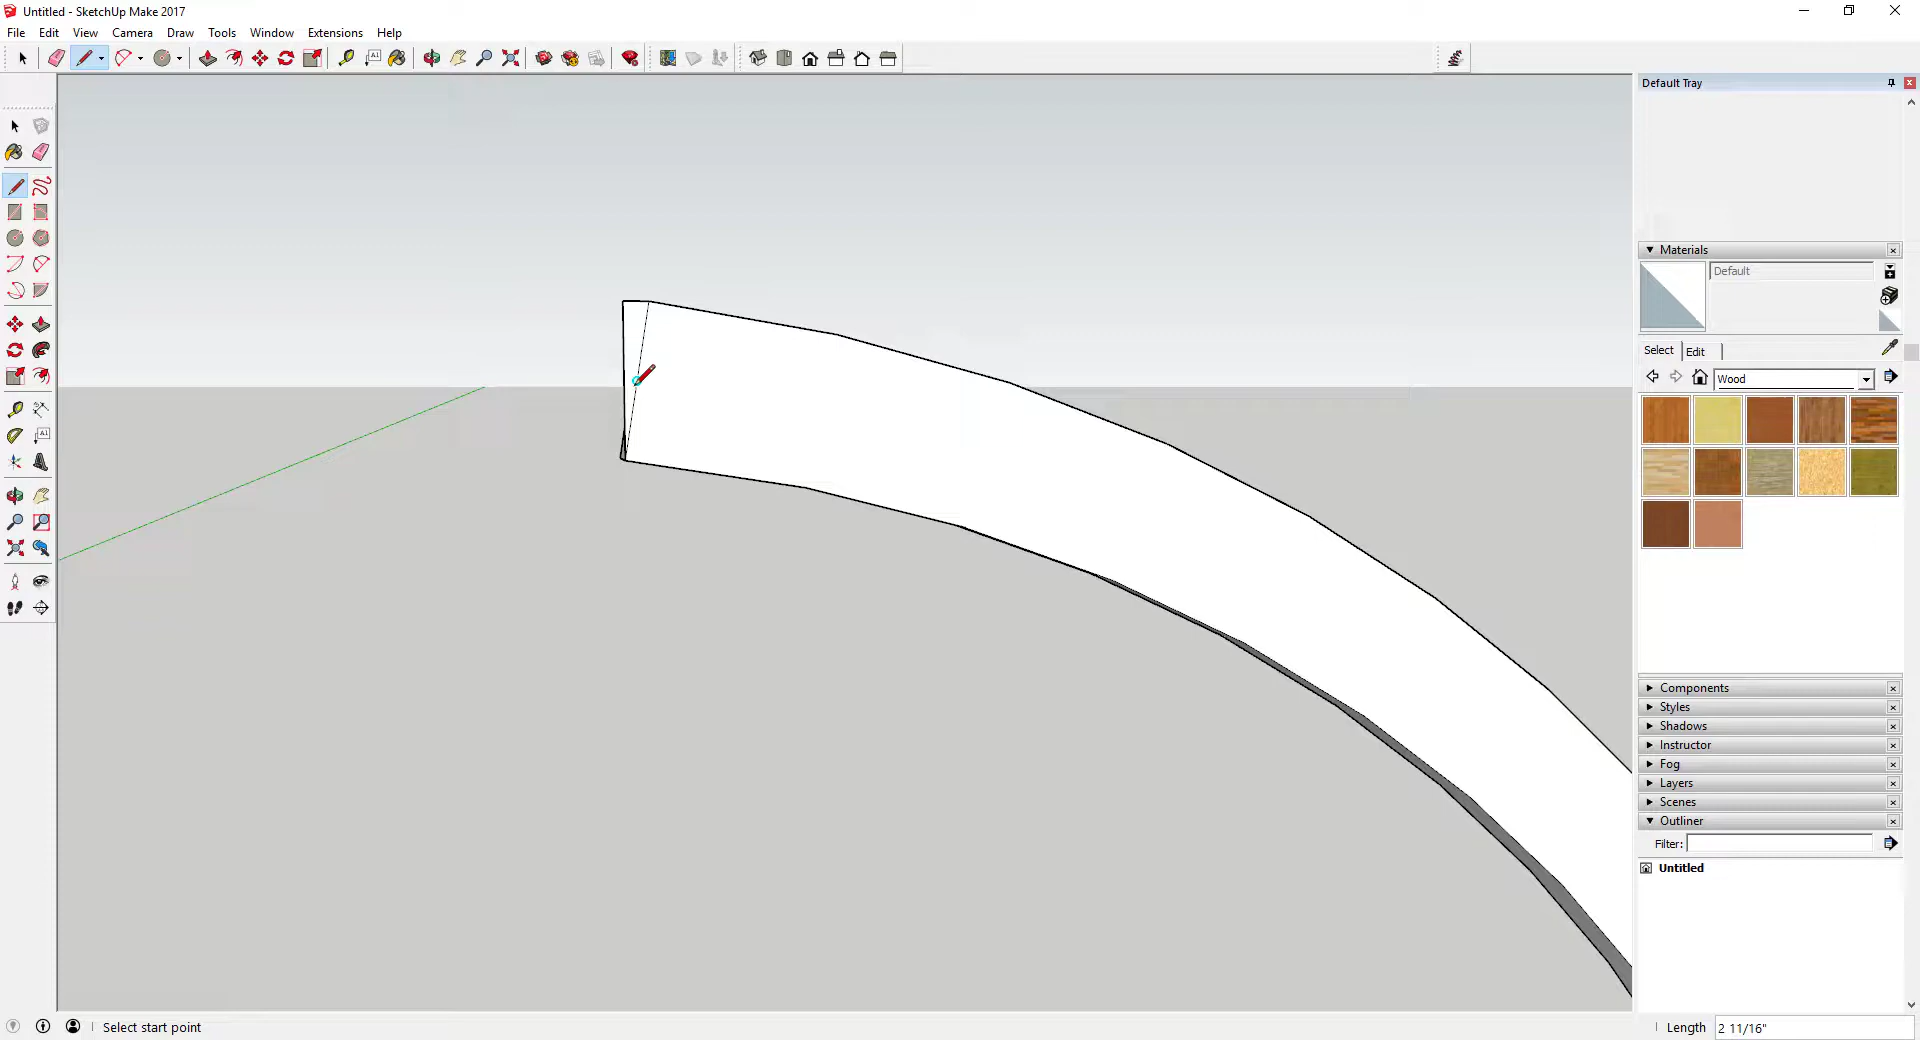 Untitled - SketchUp Make 2017
File Edit View Camera Draw Tools Window Extensions Help
A1
Default Tray
Materials
Default
Select Edit
Wood
Components
Styles
Shadows
Instructor
Fog
Layers
Scenes
Outliner
Filter:
Untitled
Select start point
Length 2 11/16"